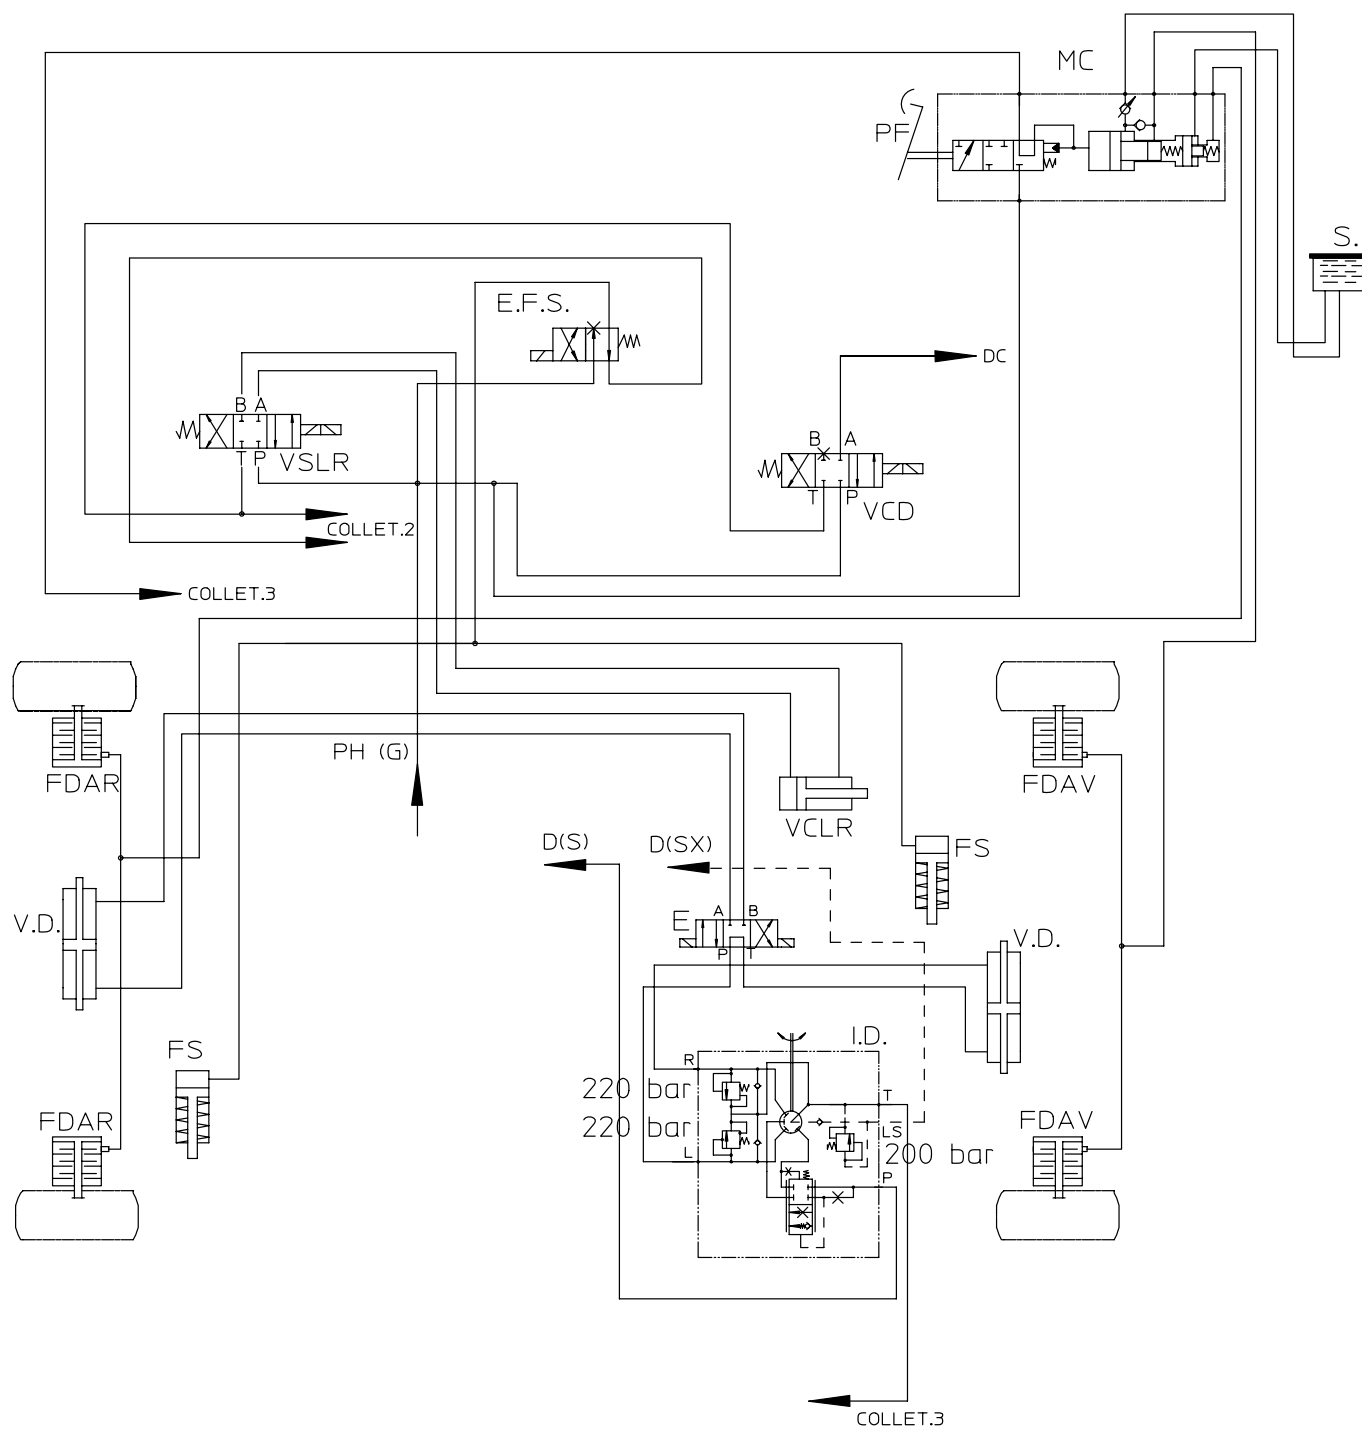 MC
PF
S.
E.F.S.
DC
B A
T P
VSLR
B A
T P
VCD
COLLET.2
COLLET.3
PH (G)
FDAR
FDAV
VCLR
D(S)
D(SX)
FS
A B
E
P T
V.D.
V.D.
I.D.
FS
R
220 bar
T
220 bar
LS
L
200 bar
P
FDAR
FDAV
COLLET.3